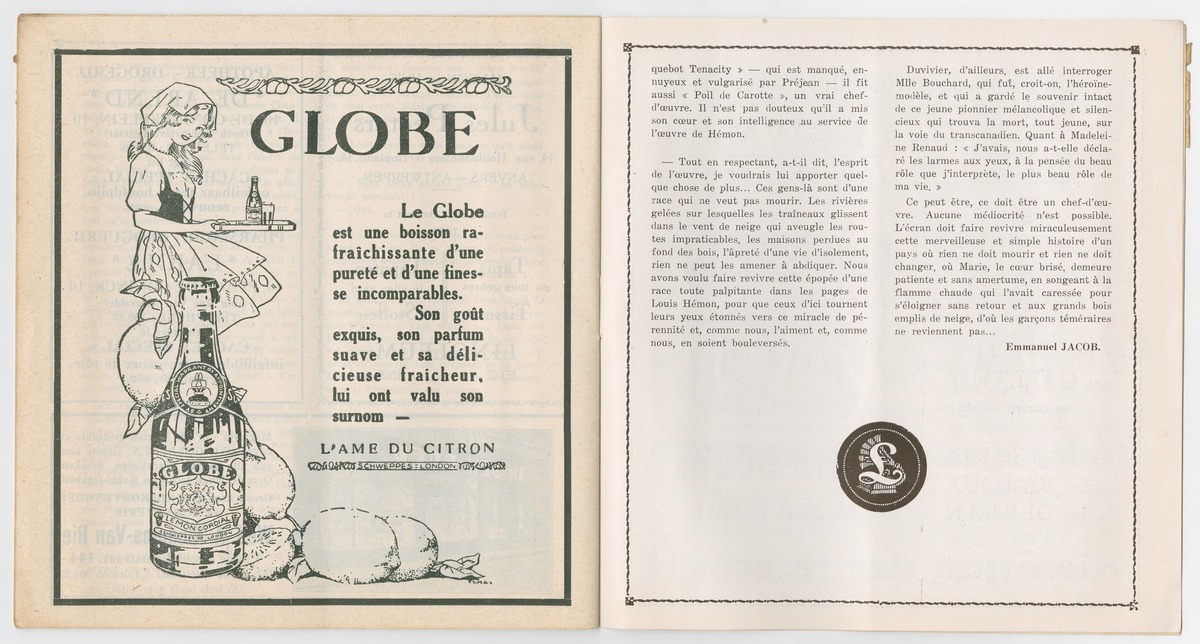 GLOBE
Le Globe
est une boisson ra-
fraîchissante d'une
pureté et d'une fines-
se incomparables.
Son goût
exquis, son parfum
suave et sa déli-
cieuse fraîcheur,
lui ont valu son
surnom —
L'AME DU CITRON
SCHWEPPES : LONDON
GLOBE
LEMON CORDIAL
SCHWEPPES LD LONDON
quebot Tenacity » — qui est manqué, en-
nuyeux et vulgarisé par Préjean — il fit
aussi « Poil de Carotte », un vrai chef-
d'œuvre. Il n'est pas douteux qu'il a mis
son cœur et son intelligence au service de
l'œuvre de Hémon.
— Tout en respectant, a-t-il dit, l'esprit
de l'œuvre, je voudrais lui apporter quel-
que chose de plus... Ces gens-là sont d'une
race qui ne veut pas mourir. Les rivières
gelées sur lesquelles les traîneaux glissent
dans le vent de neige qui aveugle les rou-
tes impraticables, les maisons perdues au
fond des bois, l'âpreté d'une vie d'isolement,
rien ne peut les amener à abdiquer. Nous
avons voulu faire revivre cette épopée d'une
race toute palpitante dans les pages de
Louis Hémon, pour que ceux d'ici tournent
leurs yeux étonnés vers ce miracle de pé-
rennité et, comme nous, l'aiment et, comme
nous, en soient bouleversés.
Duvivier, d'ailleurs, est allé interroger
Mlle Bouchard, qui fut, croit-on, l'héroïne-
modèle, et qui a gardé le souvenir intact
de ce jeune pionnier mélancolique et silen-
cieux qui trouva la mort, tout jeune, sur
la voie du transcanadien. Quant à Madelei-
ne Renaud : « J'avais, nous a-t-elle décla-
ré les larmes aux yeux, à la pensée du beau
rôle que j'interprète, le plus beau rôle de
ma vie. »
Ce peut être, ce doit être un chef-d'œu-
vre. Aucune médiocrité n'est possible.
L'écran doit faire revivre miraculeusement
cette merveilleuse et simple histoire d'un
pays où rien ne doit mourir et rien ne doit
changer, où Marie, le cœur brisé, demeure
patiente et sans amertume, en songeant à la
flamme chaude qui l'avait caressée pour
s'éloigner sans retour et aux grands bois
emplis de neige, d'où les garçons téméraires
ne reviennent pas...
Emmanuel JACOB.
L